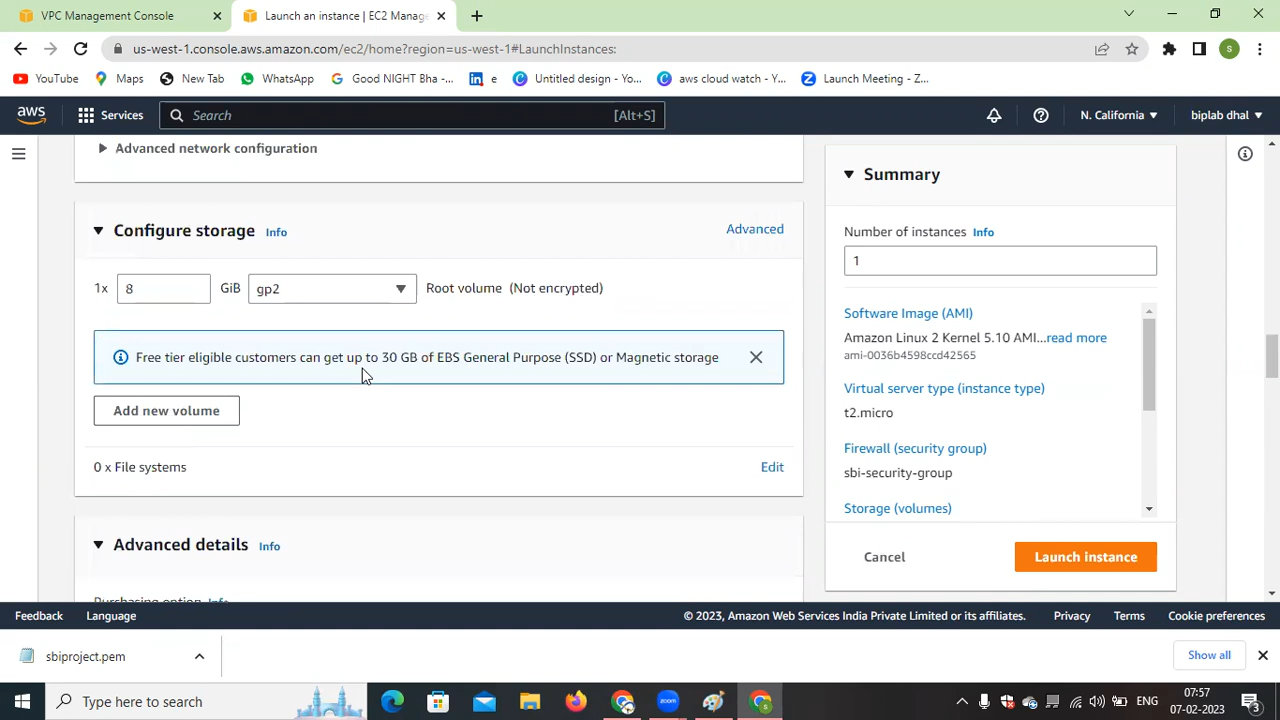 VPC Management Console
Launch an instance | EC2 Manage
us-west-1.console.aws.amazon.com/ec2/home?region=us-west-1#LaunchInstances:
S
YouTube
Maps
New Tab
WhatsApp
Good NIGHT Bha -...
e
Untitled design - Yo...
aws cloud watch - Y...
Launch Meeting - Z...
aws
Services
Search
[Alt+S]
N. California
biplab dhal
Advanced network configuration
Summary
Configure storage Info
Advanced
Number of instances Info
1
1x 8 GiB gp2 Root volume (Not encrypted)
Software Image (AMI)
Amazon Linux 2 Kernel 5.10 AMI...read more
ami-0036b4598ccd42565
Free tier eligible customers can get up to 30 GB of EBS General Purpose (SSD) or Magnetic storage
Virtual server type (instance type)
t2.micro
Add new volume
Firewall (security group)
sbi-security-group
0 x File systems
Edit
Storage (volumes)
Advanced details Info
Cancel
Launch instance
Purchasing option Info
Feedback
Language
© 2023, Amazon Web Services India Private Limited or its affiliates.
Privacy
Terms
Cookie preferences
sbiproject.pem
Show all
Type here to search
zoom
ENG
07:57
07-02-2023
3